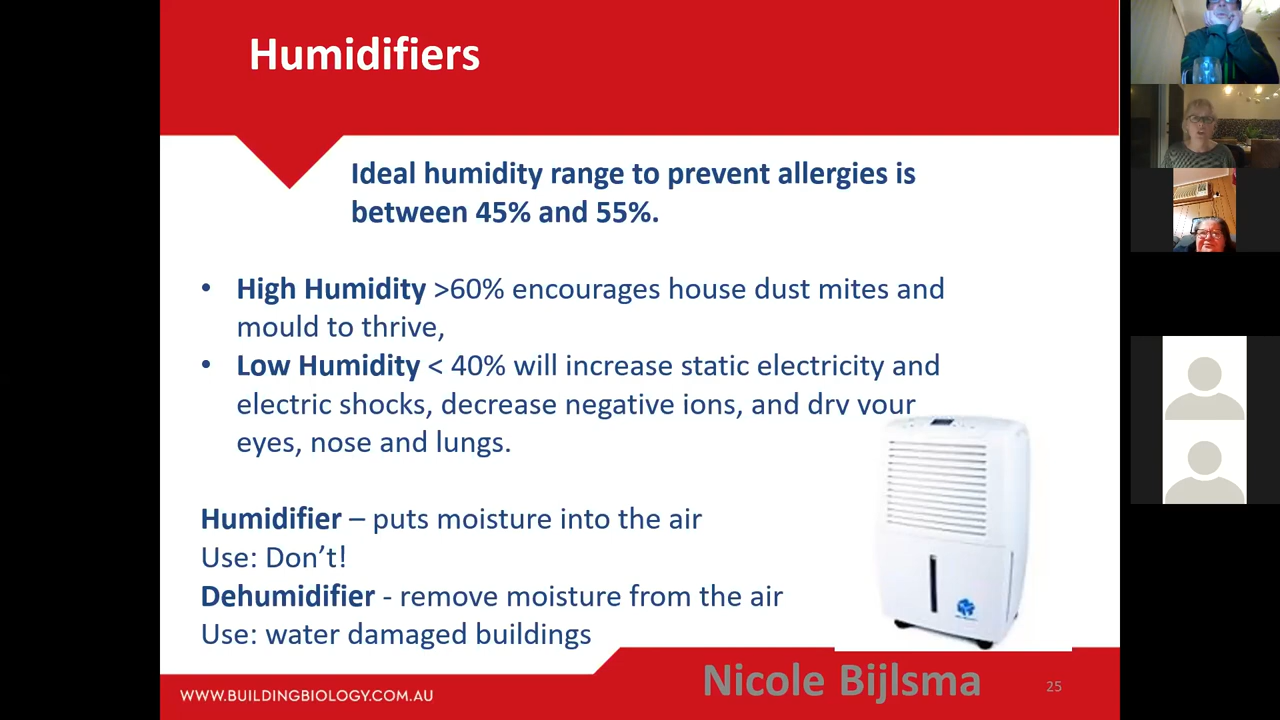 Humidifiers
Ideal humidity range to prevent allergies is
between 45% and 55%.
• High Humidity >60% encourages house dust mites and
mould to thrive,
• Low Humidity < 40% will increase static electricity and
electric shocks, decrease negative ions, and dry your
eyes, nose and lungs.
Humidifier – puts moisture into the air
Use: Don’t!
Dehumidifier - remove moisture from the air
Use: water damaged buildings
WWW.BUILDINGBIOLOGY.COM.AU
Nicole Bijlsma
25